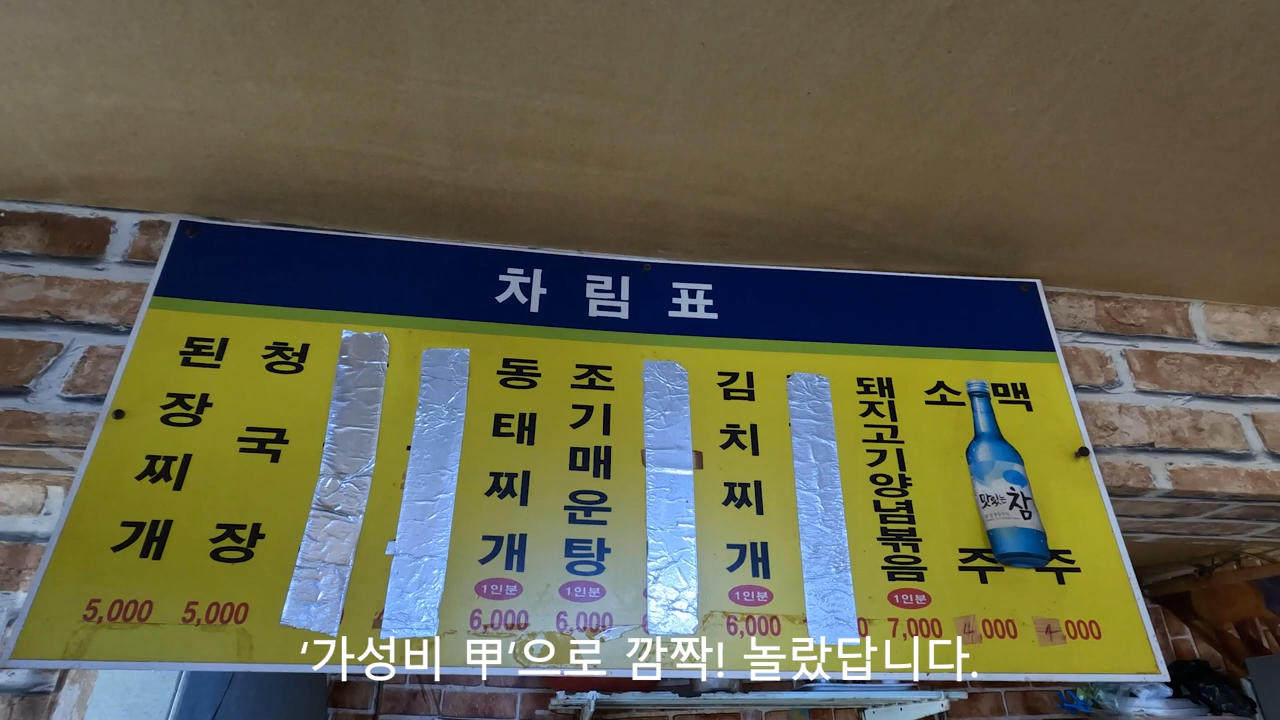 차림표
된장찌개 5,000
청국장 5,000
동태찌개 1인분 6,000
조기매운탕 1인분 6,000
김치찌개 1인분 6,000
돼지고기양념볶음 1인분 7,000
소주 4,000
맥주 4,000
맛있는 참
'가성비 甲'으로 깜짝! 놀랐답니다.